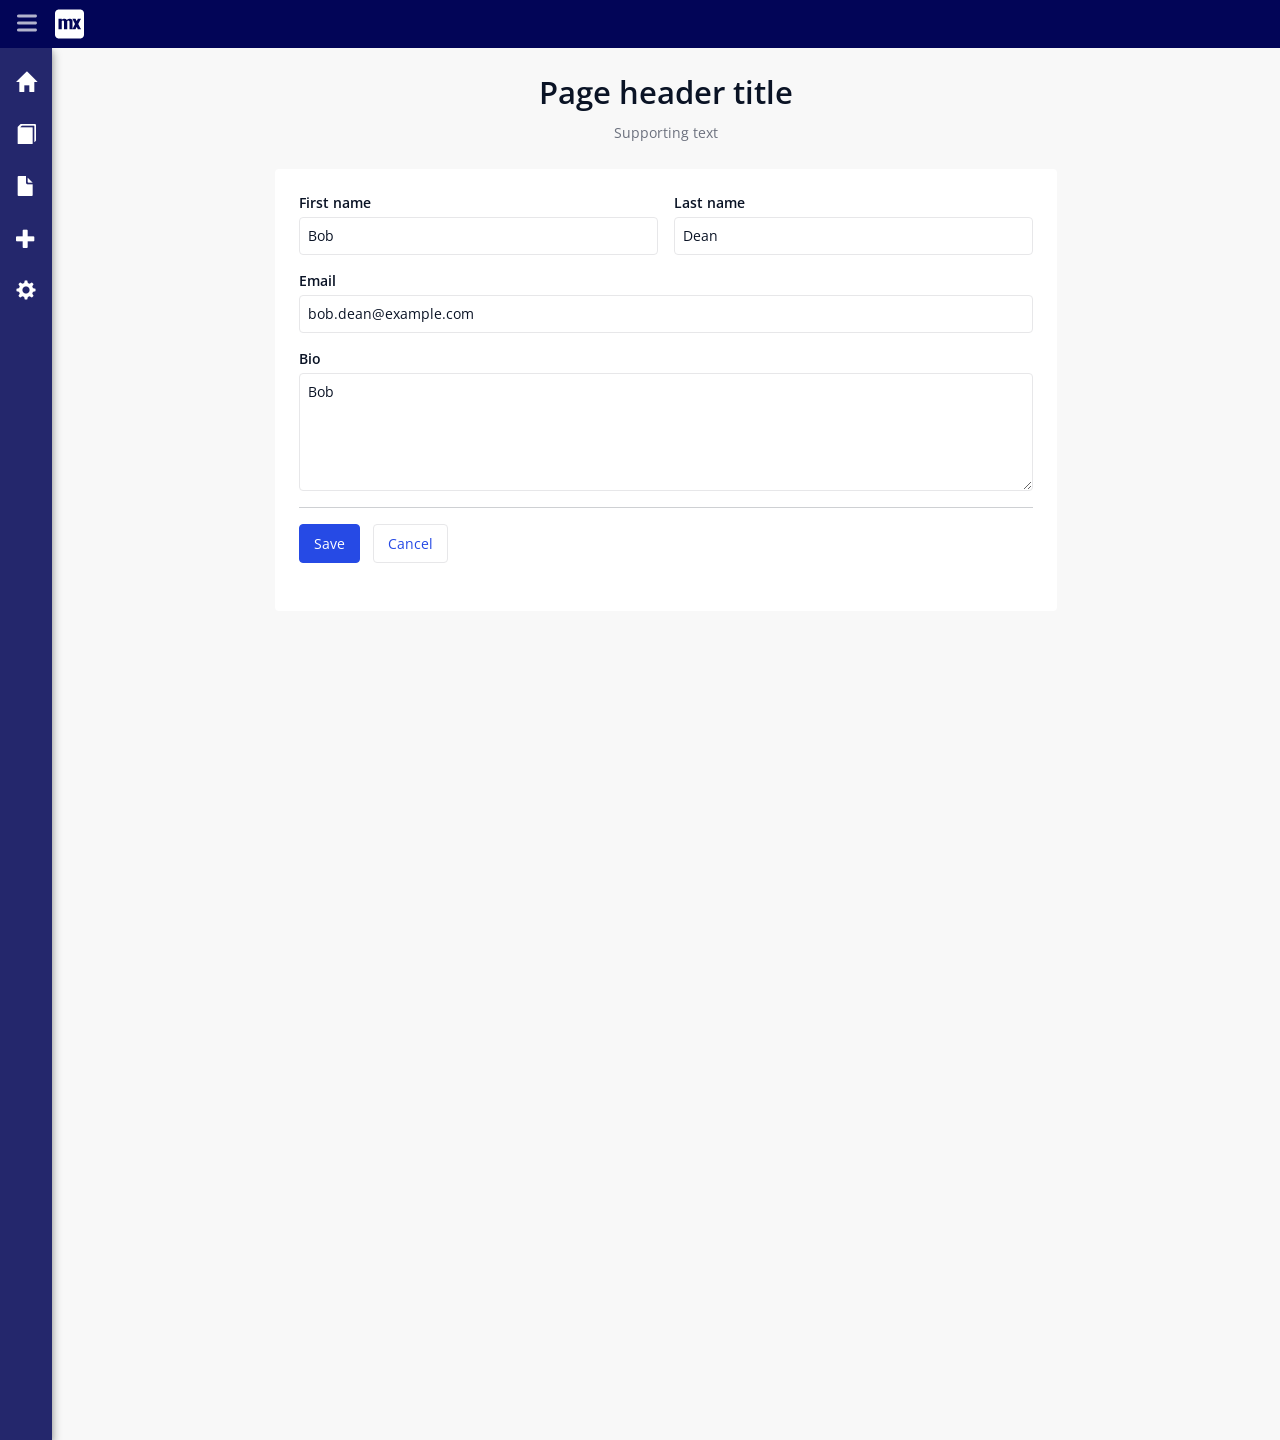 mx
Page header title
Supporting text
First name
Last name
Bob
Dean
Email
bob.dean@example.com
Bio
Bob
Save
Cancel